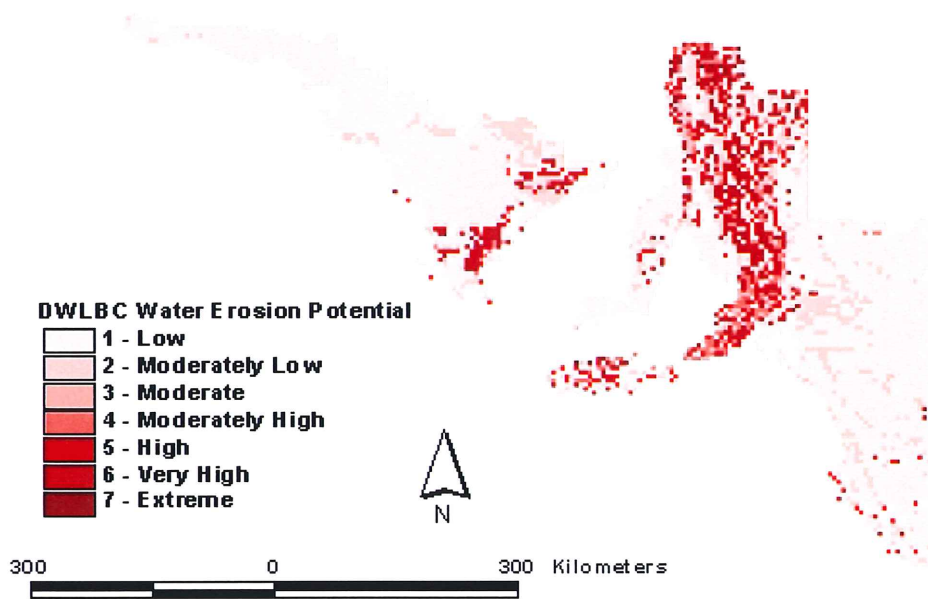 DWLBC Water Erosion Potential
1 - Low
2 - Moderately Low
3 - Moderate
4 - Moderately High
5 - High
6 - Very High
7 - Extreme
N
300 0 300 Kilometers